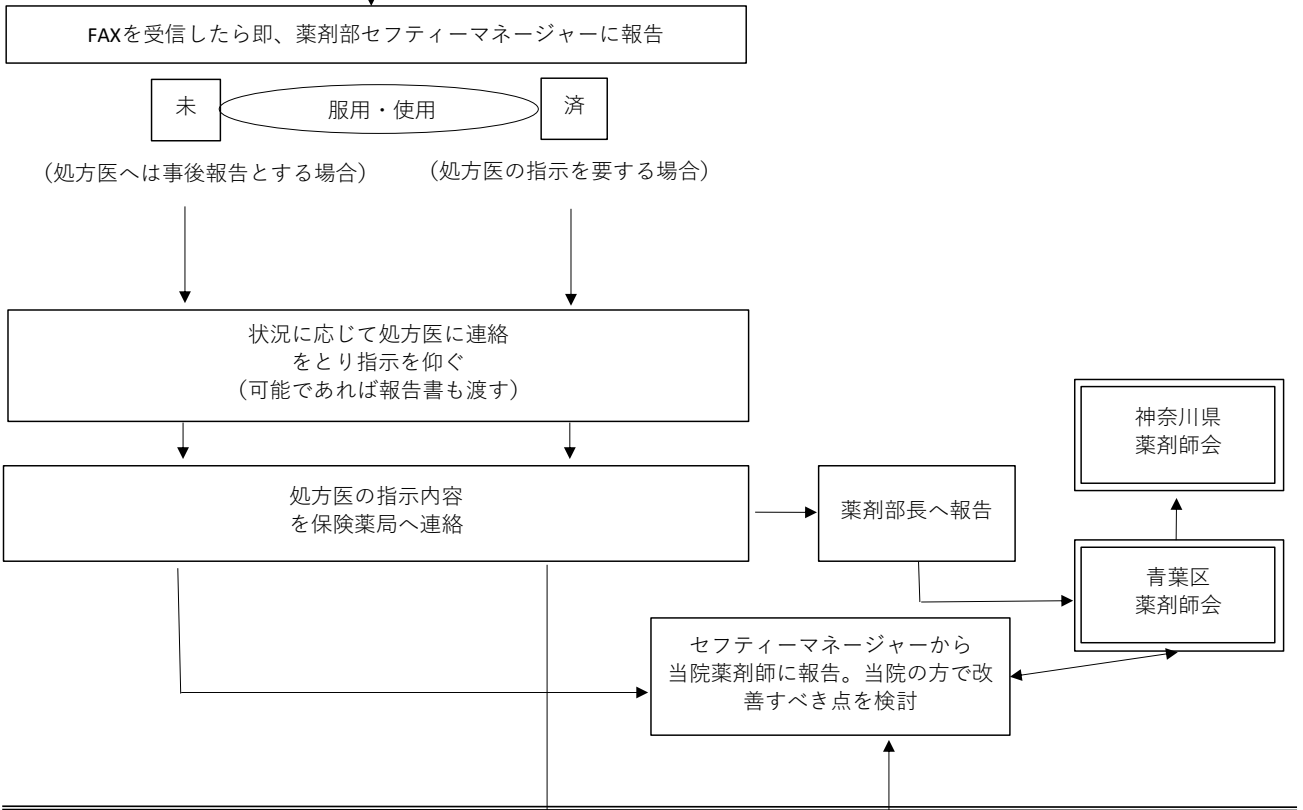 FAXを受信したら即、薬剤部セフティーマネージャーに報告
未
服用・使用
済
（処方医へは事後報告とする場合）
（処方医の指示を要する場合）
状況に応じて処方医に連絡
をとり指示を仰ぐ
（可能であれば報告書も渡す）
神奈川県
薬剤師会
処方医の指示内容
を保険薬局へ連絡
薬剤部長へ報告
青葉区
薬剤師会
セフティーマネージャーから
当院薬剤師に報告。当院の方で改
善すべき点を検討